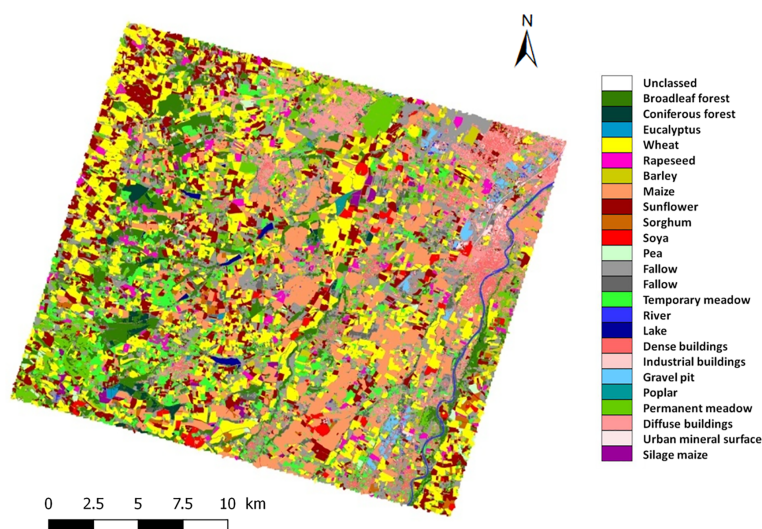 N
Unclassed
Broadleaf forest
Coniferous forest
Eucalyptus
Wheat
Rapeseed
Barley
Maize
Sunflower
Sorghum
Soya
Pea
Fallow
Fallow
Temporary meadow
River
Lake
Dense buildings
Industrial buildings
Gravel pit
Poplar
Permanent meadow
Diffuse buildings
Urban mineral surface
Silage maize
0 2.5 5 7.5 10 km